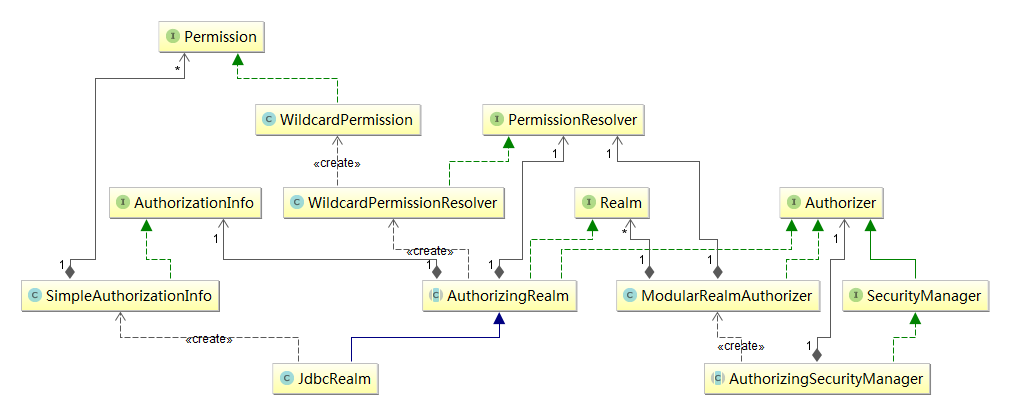 I Permission
*
C WildcardPermission
I PermissionResolver
«create»
1
1
I AuthorizationInfo
C WildcardPermissionResolver
I Realm
I Authorizer
1
*
1
«create»
1
1
1
1
1
C SimpleAuthorizationInfo
C AuthorizingRealm
C ModularRealmAuthorizer
I SecurityManager
«create»
«create»
1
C JdbcRealm
C AuthorizingSecurityManager